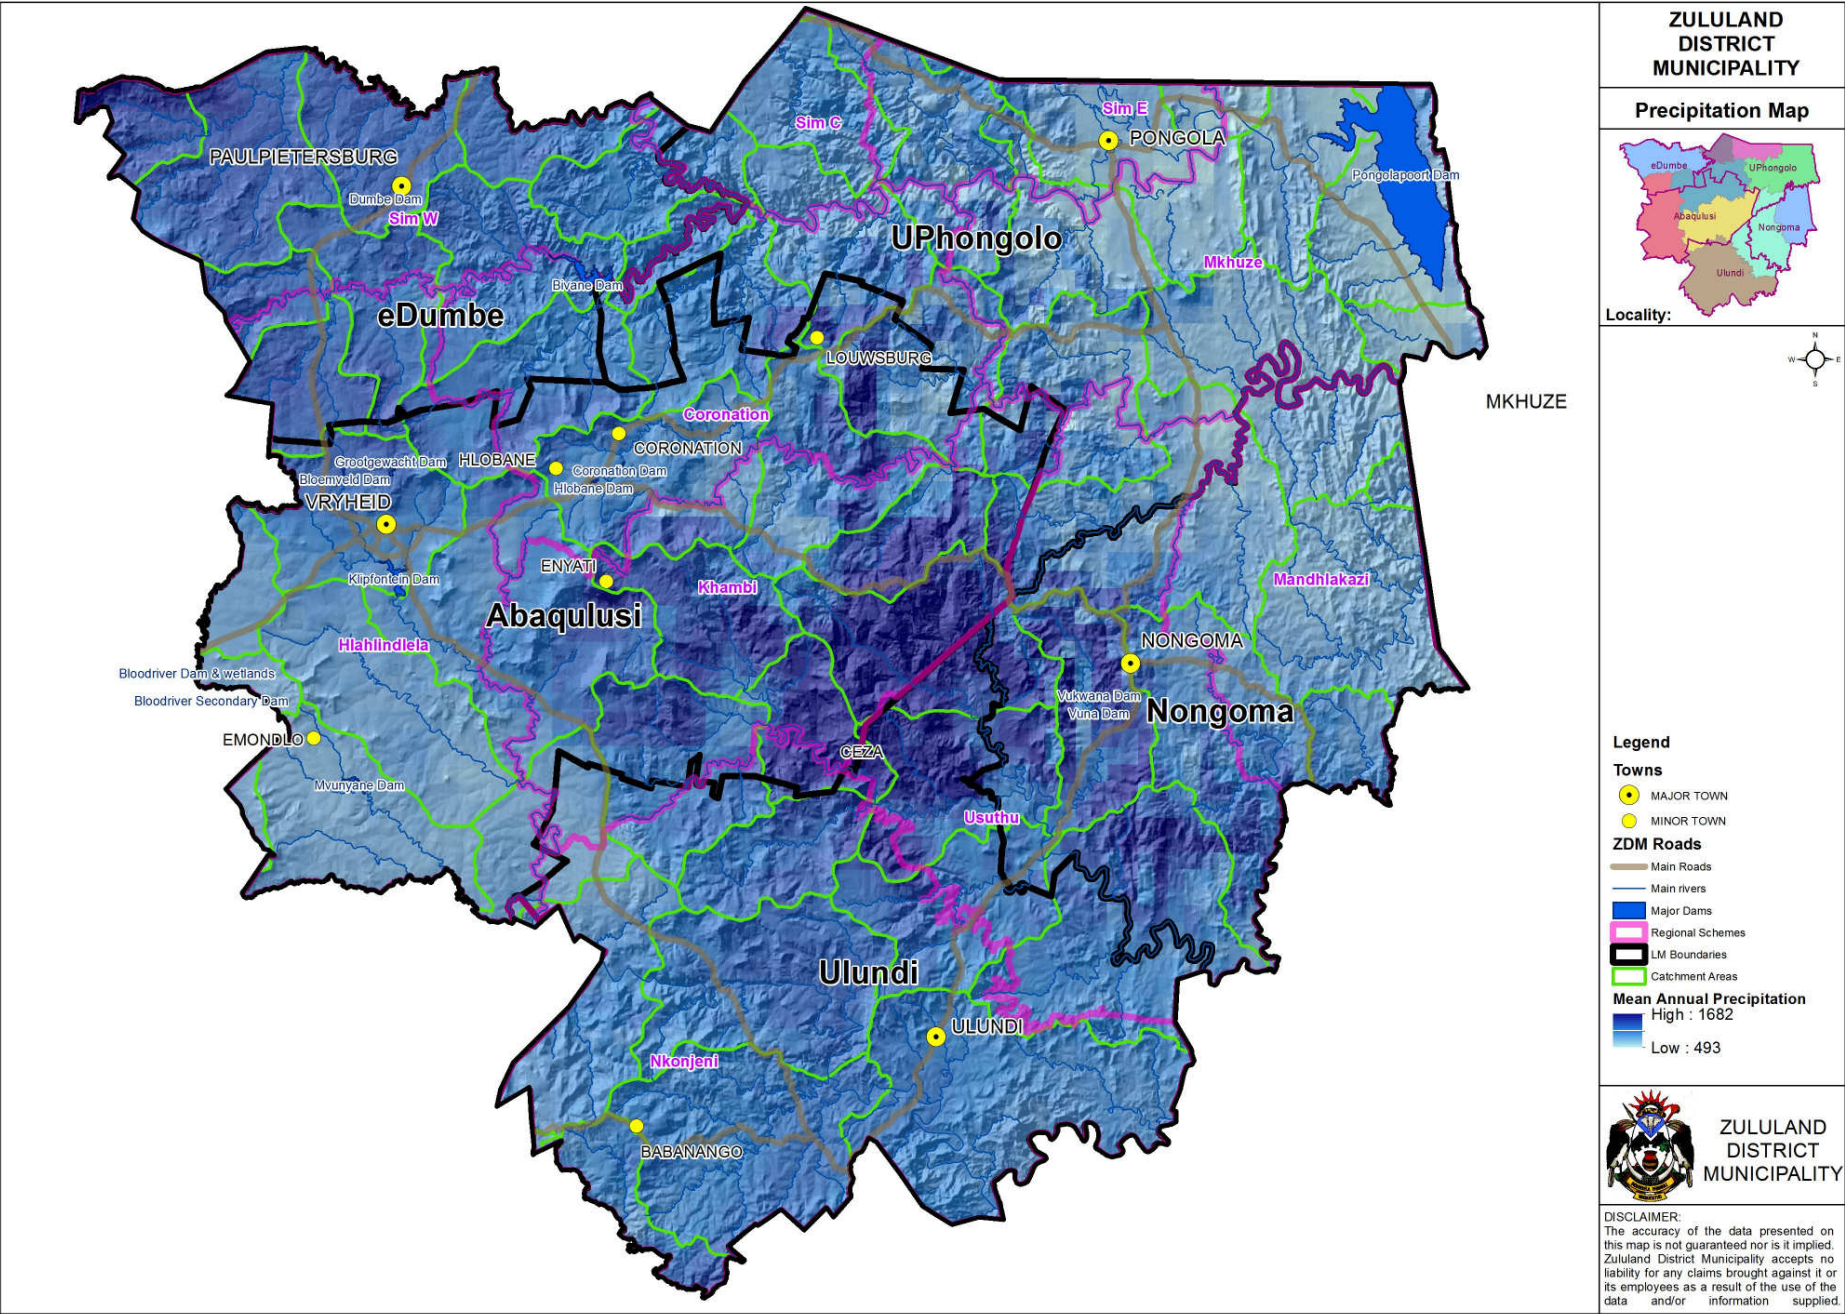 ZULULAND
DISTRICT
MUNICIPALITY
Precipitation Map
eDumbe
UPhongolo
Abaqulusi
Nongoma
Ulundi
Locality:
N
W E
S
Sim E
Sim C
PONGOLA
PAULPIETERSBURG
Pongolapoort Dam
Dumbe Dam
Sim W
UPhongolo
Mkhuze
Bivane Dam
eDumbe
LOUWSBURG
MKHUZE
Coronation
CORONATION
HLOBANE
Grootgewacht Dam
Coronation Dam
Bloemveld Dam
Hlobane Dam
VRYHEID
ENYATI
Klipfontein Dam
Khambi
Mandhlakazi
Abaqulusi
Hlahlindlela
NONGOMA
Bloodriver Dam & wetlands
Bloodriver Secondary Dam
Vukwana Dam
Vuna Dam
Nongoma
EMONDLO
CEZA
Mvunyane Dam
Usuthu
Ulundi
ULUNDI
Nkonjeni
BABANANGO
Legend
Towns
MAJOR TOWN
MINOR TOWN
ZDM Roads
Main Roads
Main rivers
Major Dams
Regional Schemes
LM Boundaries
Catchment Areas
Mean Annual Precipitation
High : 1682
Low : 493
ZULULAND
DISTRICT
MUNICIPALITY
DISCLAIMER:
The accuracy of the data presented on
this map is not guaranteed nor is it implied.
Zululand District Municipality accepts no
liability for any claims brought against it or
its employees as a result of the use of the
data and/or information supplied.